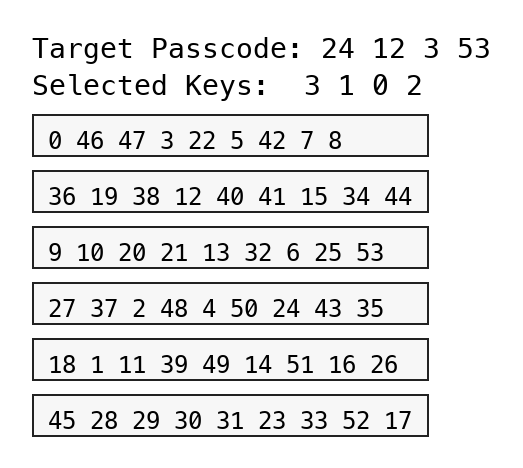 Target Passcode: 24 12 3 53
Selected Keys: 3 1 0 2
0 46 47 3 22 5 42 7 8
36 19 38 12 40 41 15 34 44
9 10 20 21 13 32 6 25 53
27 37 2 48 4 50 24 43 35
18 1 11 39 49 14 51 16 26
45 28 29 30 31 23 33 52 17